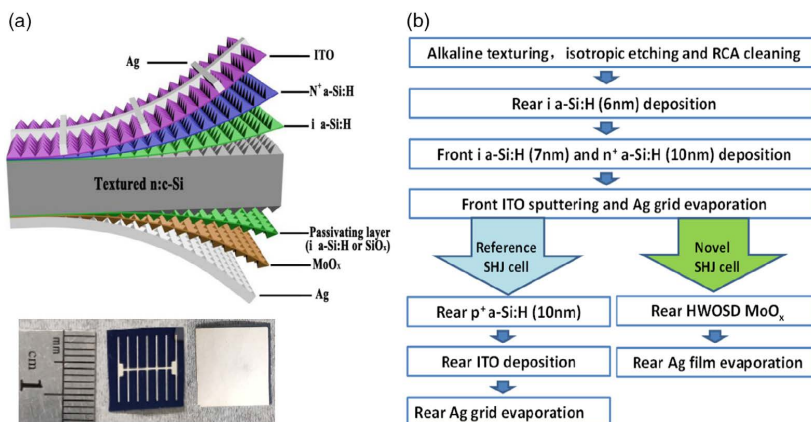 (a)
ITO
Ag
N⁺ a-Si:H
i a-Si:H
Textured n:c-Si
Passivating layer
(i a-Si:H or SiOₓ)
MoOₓ
Ag
cm
mm
1
(b)
Alkaline texturing, isotropic etching and RCA cleaning
Rear i a-Si:H (6nm) deposition
Front i a-Si:H (7nm) and n⁺ a-Si:H (10nm) deposition
Front ITO sputtering and Ag grid evaporation
Reference
SHJ cell
Novel
SHJ cell
Rear p⁺ a-Si:H (10nm)
Rear HWOSD MoOₓ
Rear ITO deposition
Rear Ag film evaporation
Rear Ag grid evaporation